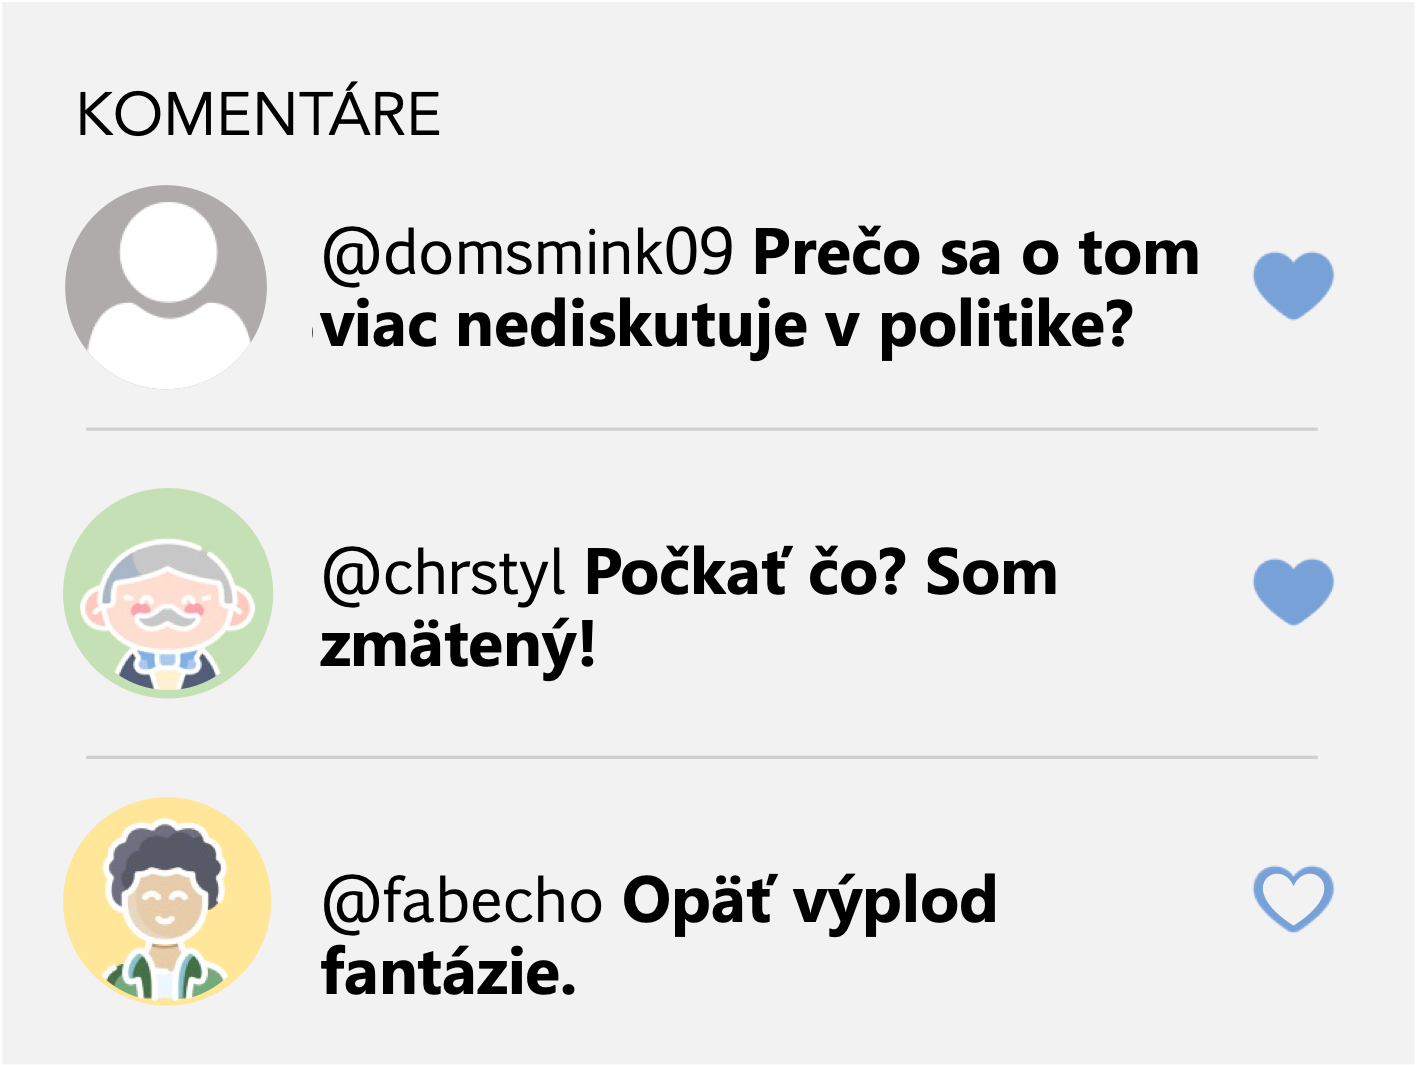 KOMENTÁRE
@domsmink09 Prečo sa o tom
viac nediskutuje v politike?
@chrstyl Počkať čo? Som
zmätený!
@fabecho Opäť výplod
fantázie.